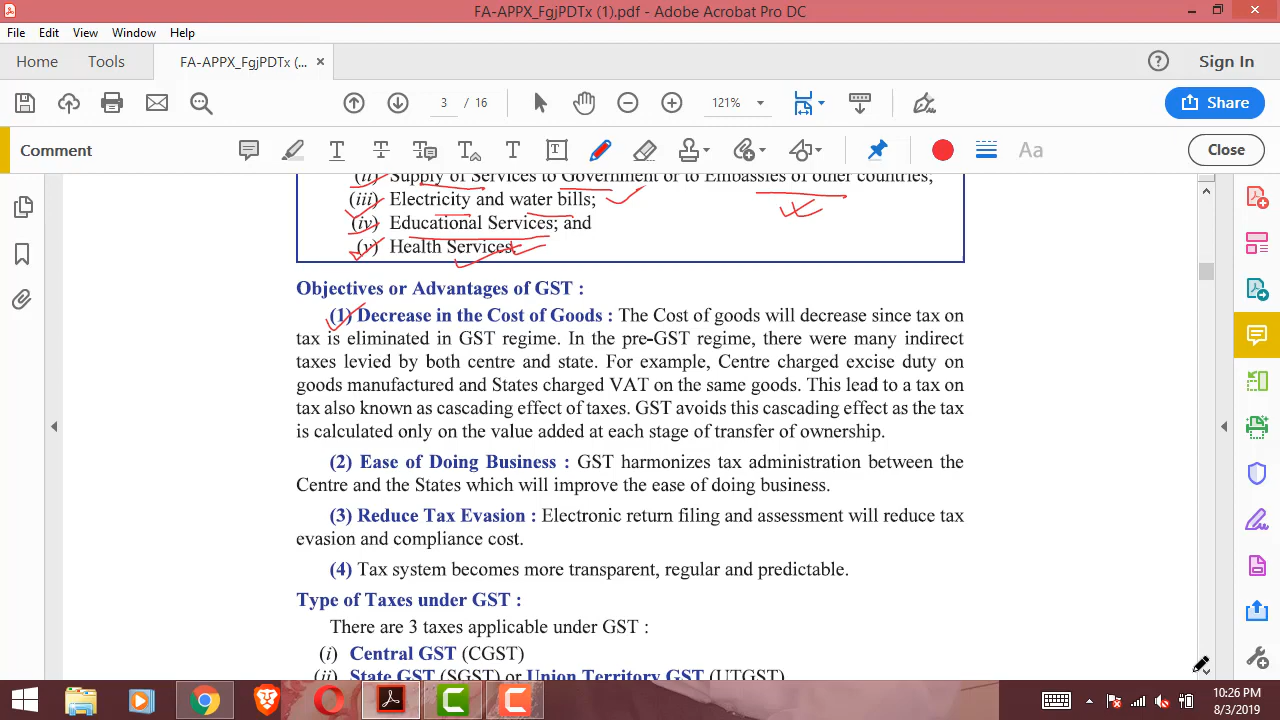 FA-APPX_FgjPDTx (1).pdf - Adobe Acrobat Pro DC
File Edit View Window Help
Home Tools FA-APPX_FgjPDTx (... × Sign In
3 / 16 121% Share
Comment T T T T Aa Close
(ii) Supply of Services to Government or to Embassies of other countries;
(iii) Electricity and water bills;
(iv) Educational Services; and
(v) Health Services.
Objectives or Advantages of GST :
(1) Decrease in the Cost of Goods : The Cost of goods will decrease since tax on
tax is eliminated in GST regime. In the pre-GST regime, there were many indirect
taxes levied by both centre and state. For example, Centre charged excise duty on
goods manufactured and States charged VAT on the same goods. This lead to a tax on
tax also known as cascading effect of taxes. GST avoids this cascading effect as the tax
is calculated only on the value added at each stage of transfer of ownership.
(2) Ease of Doing Business : GST harmonizes tax administration between the
Centre and the States which will improve the ease of doing business.
(3) Reduce Tax Evasion : Electronic return filing and assessment will reduce tax
evasion and compliance cost.
(4) Tax system becomes more transparent, regular and predictable.
Type of Taxes under GST :
There are 3 taxes applicable under GST :
(i) Central GST (CGST)
(ii) State GST (SGST) or Union Territory GST (UTGST)
10:26 PM
8/3/2019